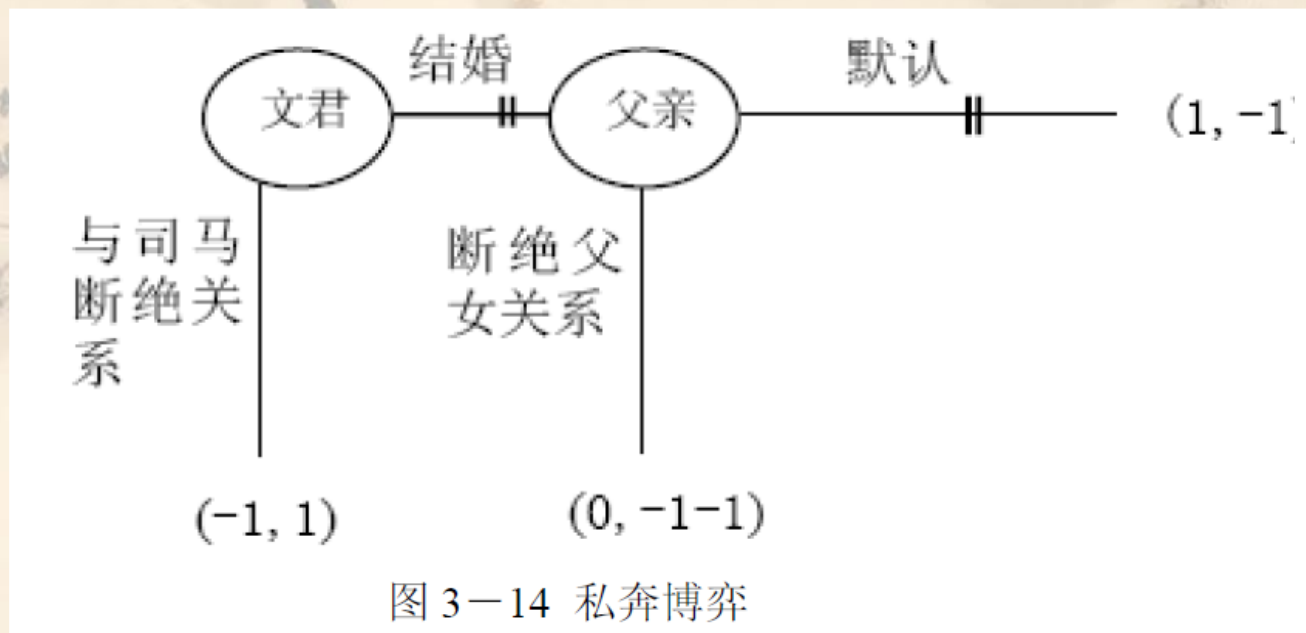 结婚
默认
文君
父亲
(1, -1)
与司马
断绝关
系
断绝父
女关系
(-1, 1)
(0, -1-1)
图 3－14 私奔博弈